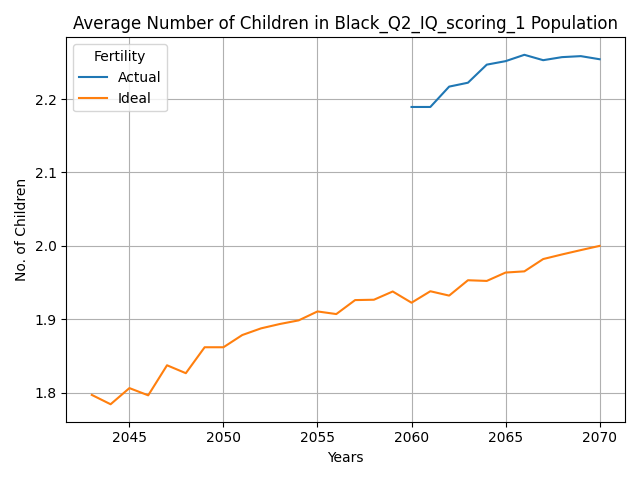 Average Number of Children in Black_Q2_IQ_scoring_1 Population
Fertility
Actual
Ideal
No. of Children
2.2
2.1
2.0
1.9
1.8
2045 2050 2055 2060 2065 2070
Years